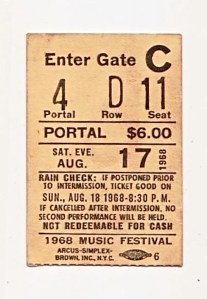 Enter Gate C
4 D 11
Portal Row Seat
PORTAL $6.00
SAT. EVE. AUG. 17 1968
RAIN CHECK: IF POSTPONED PRIOR
TO INTERMISSION, TICKET GOOD ON
SUN., AUG. 18 1968-8:30 P.M.
IF CANCELLED AFTER INTERMISSION, NO
SECOND PERFORMANCE WILL BE HELD.
NOT REDEEMABLE FOR CASH
1968 MUSIC FESTIVAL
ARCUS-SIMPLEX-
BROWN, INC., N.Y.C. 6